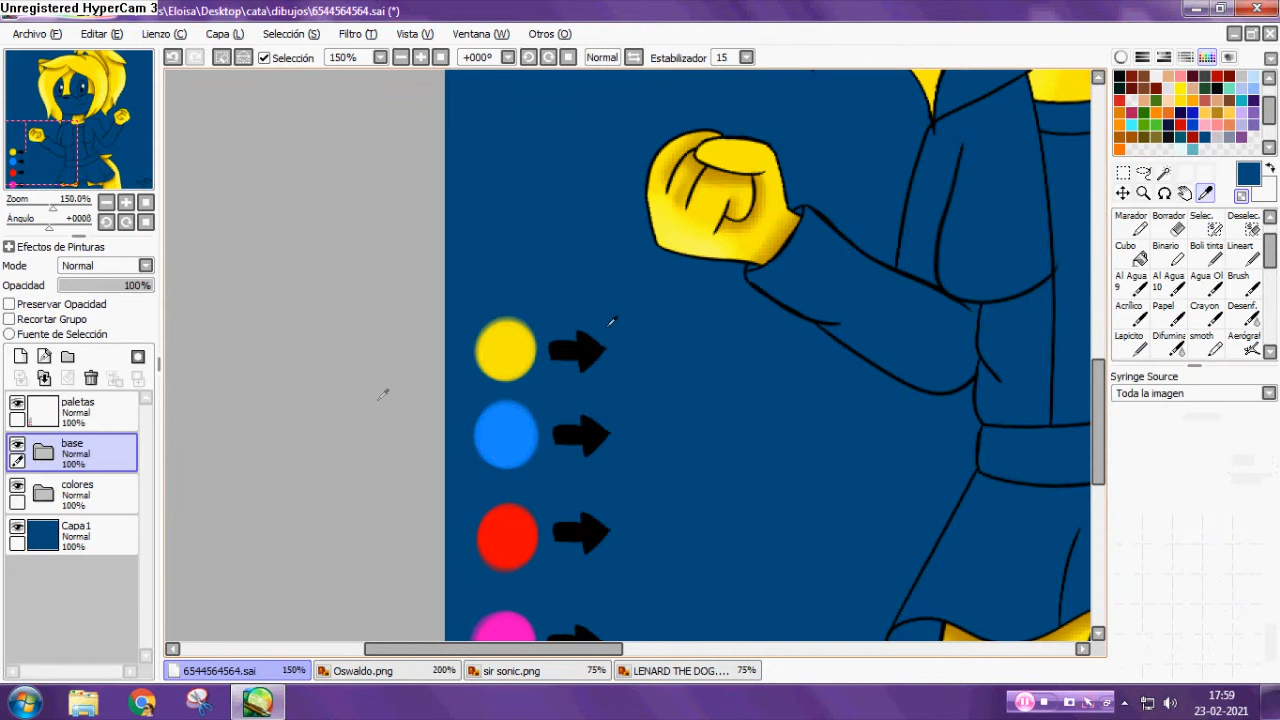 Unregistered HyperCam 3
s\Eloisa\Desktop\cata\dibujos\6544564564.sai (*)
Archivo (F) Editar (E) Lienzo (C) Capa (L) Selección (S) Filtro (T) Vista (V) Ventana (W) Otros (O)
Selección 150% +000º Normal Estabilizador 15
Zoom 150.0%
Ángulo +000ß
Efectos de Pinturas
Mode Normal
Opacidad 100%
Preservar Opacidad
Recortar Grupo
Fuente de Selección
paletas
Normal
100%
base
Normal
100%
colores
Normal
100%
Capa1
Normal
100%
Marador Borrador Selec. Deselec.
Cubo Binario Boli tinta Lineart
Al Agua 9 Al Agua 10 Agua Ol Brush
Acrílico Papel Crayon Desenf.
Lapicito Difumin smoth Aerógraf
Syringe Source
Toda la imagen
6544564564.sai 150% Oswaldo.png 200% sir sonic.png 75% LENARD THE DOG.... 75%
17:59
23-02-2021